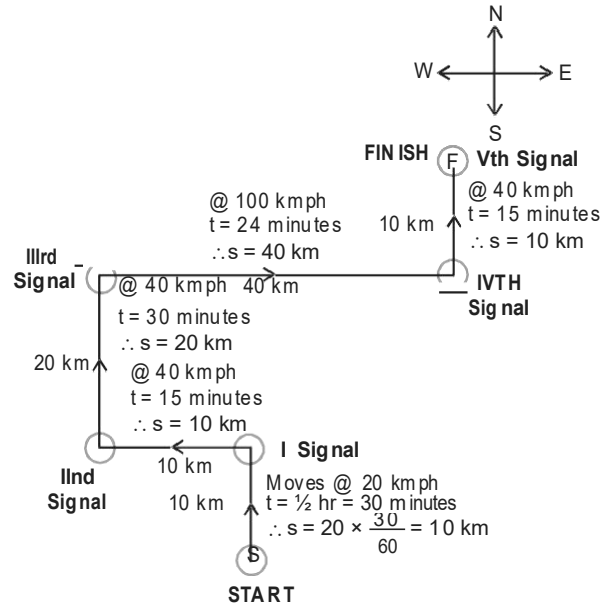 N
W E
S
FINISH F Vth Signal
@ 40 kmph
t = 15 minutes
∴ s = 10 km
10 km
@ 100 kmph
t = 24 minutes
∴ s = 40 km
IIIrd
Signal
40 km
IVTH
Signal
@ 40 kmph
t = 30 minutes
∴ s = 20 km
20 km
@ 40 kmph
t = 15 minutes
∴ s = 10 km
I Signal
10 km
IInd
Signal
10 km
Moves @ 20 kmph
t = ½ hr = 30 minutes
∴ s = 20 × 30/60 = 10 km
S
START